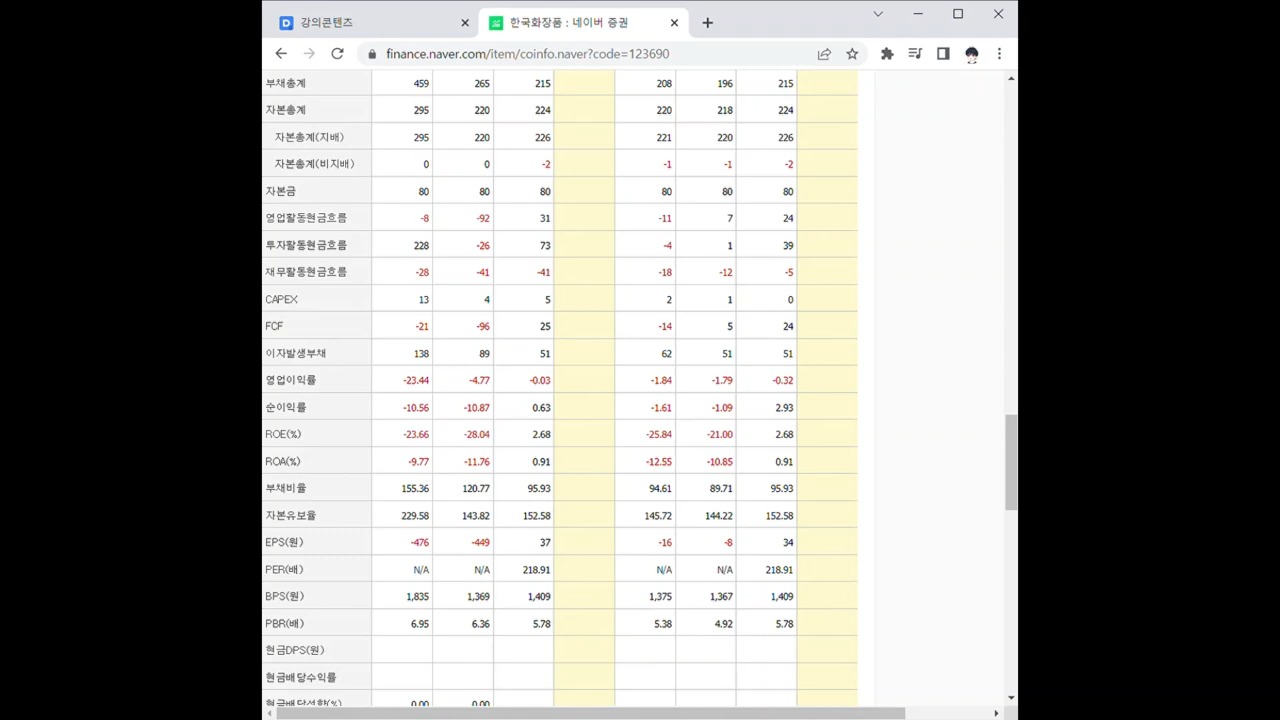 강의콘텐츠
한국화장품 : 네이버 증권
finance.naver.com/item/coinfo.naver?code=123690
부채총계 459 265 215 208 196 215
자본총계 295 220 224 220 218 224
자본총계(지배) 295 220 226 221 220 226
자본총계(비지배) 0 0 -2 -1 -1 -2
자본금 80 80 80 80 80 80
영업활동현금흐름 -8 -92 31 -11 7 24
투자활동현금흐름 228 -26 73 -4 1 39
재무활동현금흐름 -28 -41 -41 -18 -12 -5
CAPEX 13 4 5 2 1 0
FCF -21 -96 25 -14 5 24
이자발생부채 138 89 51 62 51 51
영업이익률 -23.44 -4.77 -0.03 -1.84 -1.79 -0.32
순이익률 -10.56 -10.87 0.63 -1.61 -1.09 2.93
ROE(%) -23.66 -28.04 2.68 -25.84 -21.00 2.68
ROA(%) -9.77 -11.76 0.91 -12.55 -10.85 0.91
부채비율 155.36 120.77 95.93 94.61 89.71 95.93
자본유보율 229.58 143.82 152.58 145.72 144.22 152.58
EPS(원) -476 -449 37 -16 -8 34
PER(배) N/A N/A 218.91 N/A N/A 218.91
BPS(원) 1,835 1,369 1,409 1,375 1,367 1,409
PBR(배) 6.95 6.36 5.78 5.38 4.92 5.78
현금DPS(원)
현금배당수익률
현금배당성향(%) 0.00 0.00